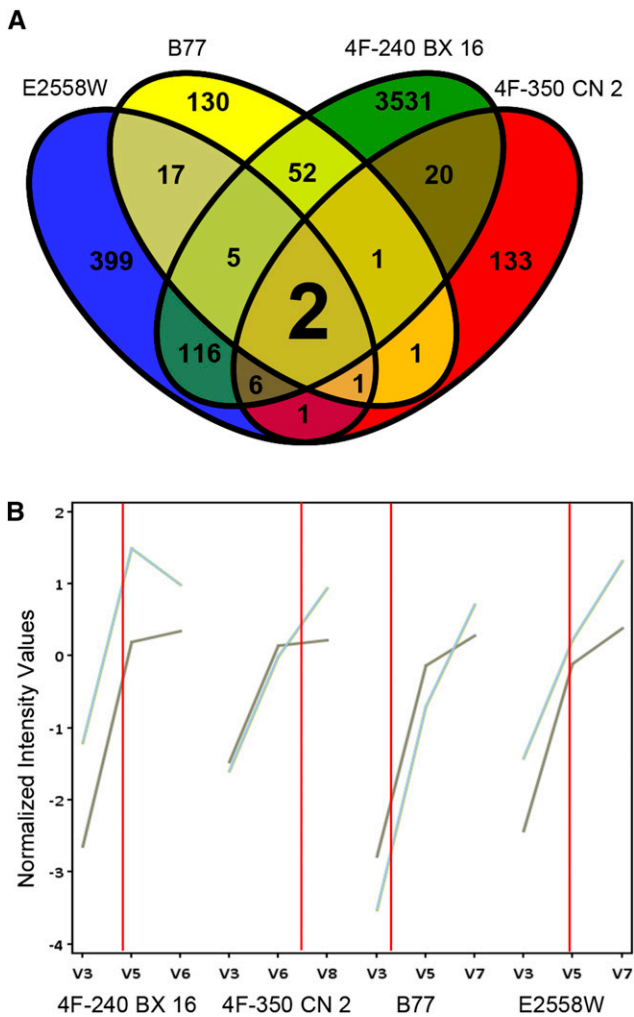 A
B77
4F-240 BX 16
E2558W
4F-350 CN 2
130
3531
17
52
20
399
5
1
133
2
116
6
1
1
1
B
Normalized Intensity Values
2
1
0
-1
-2
-3
-4
V3 V5 V6 V3 V6 V8 V3 V5 V7 V3 V5 V7
4F-240 BX 16 4F-350 CN 2 B77 E2558W